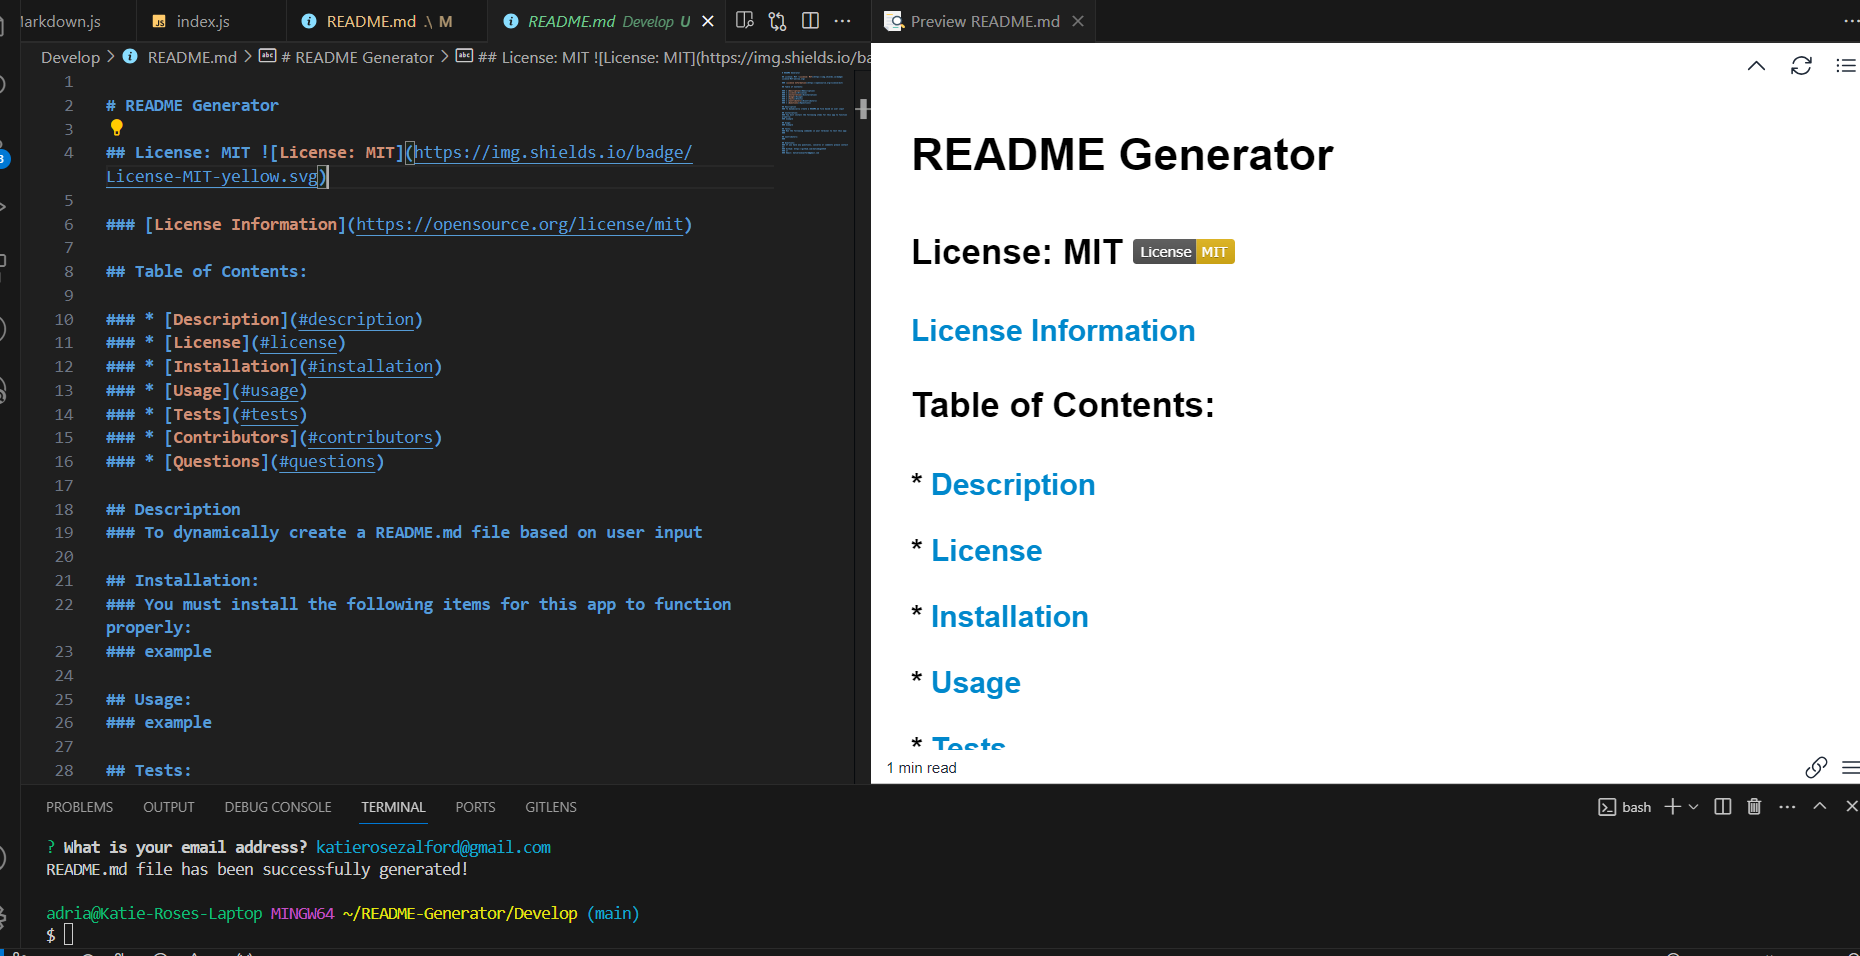 arkdown.js
index.js
README.md .\ M
README.md Develop U
Preview README.md
Develop > README.md > # README Generator > ## License: MIT ![License: MIT](https://img.shields.io/ba
1
2 # README Generator
3
4 ## License: MIT ![License: MIT](https://img.shields.io/badge/
License-MIT-yellow.svg)
5
6 ### [License Information](https://opensource.org/license/mit)
7
8 ## Table of Contents:
9
10 ### * [Description](#description)
11 ### * [License](#license)
12 ### * [Installation](#installation)
13 ### * [Usage](#usage)
14 ### * [Tests](#tests)
15 ### * [Contributors](#contributors)
16 ### * [Questions](#questions)
17
18 ## Description
19 ### To dynamically create a README.md file based on user input
20
21 ## Installation:
22 ### You must install the following items for this app to function
properly:
23 ### example
24
25 ## Usage:
26 ### example
27
28 ## Tests:
README Generator
License: MIT License MIT
License Information
Table of Contents:
* Description
* License
* Installation
* Usage
* Tests
1 min read
PROBLEMS OUTPUT DEBUG CONSOLE TERMINAL PORTS GITLENS
bash
? What is your email address? katierosezalford@gmail.com
README.md file has been successfully generated!
adria@Katie-Roses-Laptop MINGW64 ~/README-Generator/Develop (main)
$